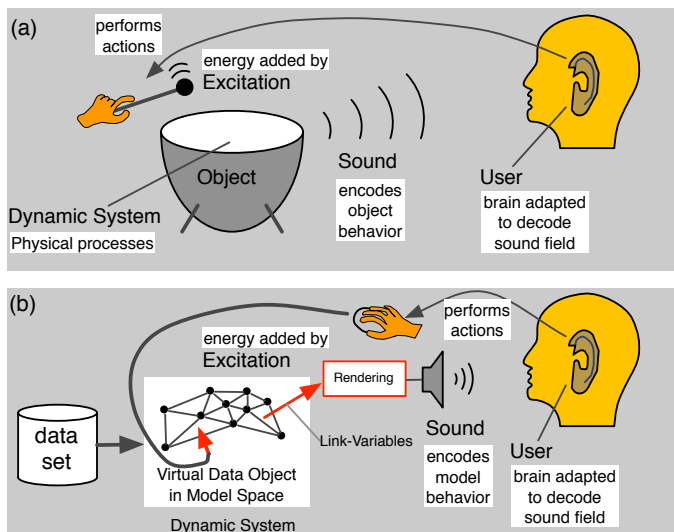 (a)
performs
actions
energy added by
Excitation
Object
Sound
encodes
object
behavior
User
brain adapted
to decode
sound field
Dynamic System
Physical processes
(b)
performs
actions
energy added by
Excitation
Rendering
data
set
Link-Variables
Virtual Data Object
in Model Space
Dynamic System
Sound
encodes
model
behavior
User
brain adapted
to decode
sound field